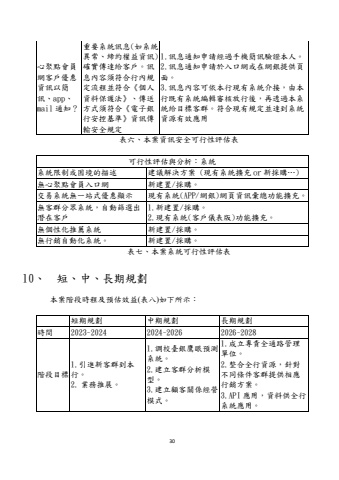 心聚點會員
網客戶優惠
資訊以簡
訊、app、
mail 通知？
重要系統訊息(如系統
異常、締約權益資訊)
確實傳達給客戶。訊
息內容須符合行內規
定流程並符合《個人
資料保護法》、傳送
方式須符合《電子銀
行安控基準》資訊傳
輸安全規定
1.訊息通知申請經過手機簡訊驗證本人。
2.訊息通知申請於入口網或在網銀提供頁
面。
3.訊息內容可依本行現有系統介接，由本
行既有系統編輯審核效行後，再透過本系
統給目標客群。符合現有規定並達到系統
資源有效應用
表六、本案資訊安全可行性評估表
可行性評估與分析：系統
系統限制或困境的描述 建議解決方案 (現有系統擴充 or 新採購…)
無心聚點會員入口網 新建置/採購。
交易系統無一站式優惠顯示 現有系統(APP/網銀)網頁資訊彙總功能擴充。
無客群分眾系統，自動篩選出
潛在客戶
1.新建置/採購。
2.現有系統(客戶儀表版)功能擴充。
無個性化推薦系統 新建置/採購。
無行銷自動化系統。 新建置/採購。
表七、本案系統可行性評估表
10、 短、中、長期規劃
本案階段時程及預估效益(表八)如下所示：
短期規劃 中期規劃 長期規劃
時間 2023-2024 2024-2026 2026-2028
階段目標
1.引進新客群到本
行。
2. 業務推展。
1.調校臺銀鷹眼預測
系統。
2.建立客群分析模
型。
3.建立顧客關係經營
模式。
1.成立專責全通路管理
單位。
2.整合全行資源，針對
不同條件客群提供相應
行銷方案。
3.API 應用，資料供全行
系統應用。
30